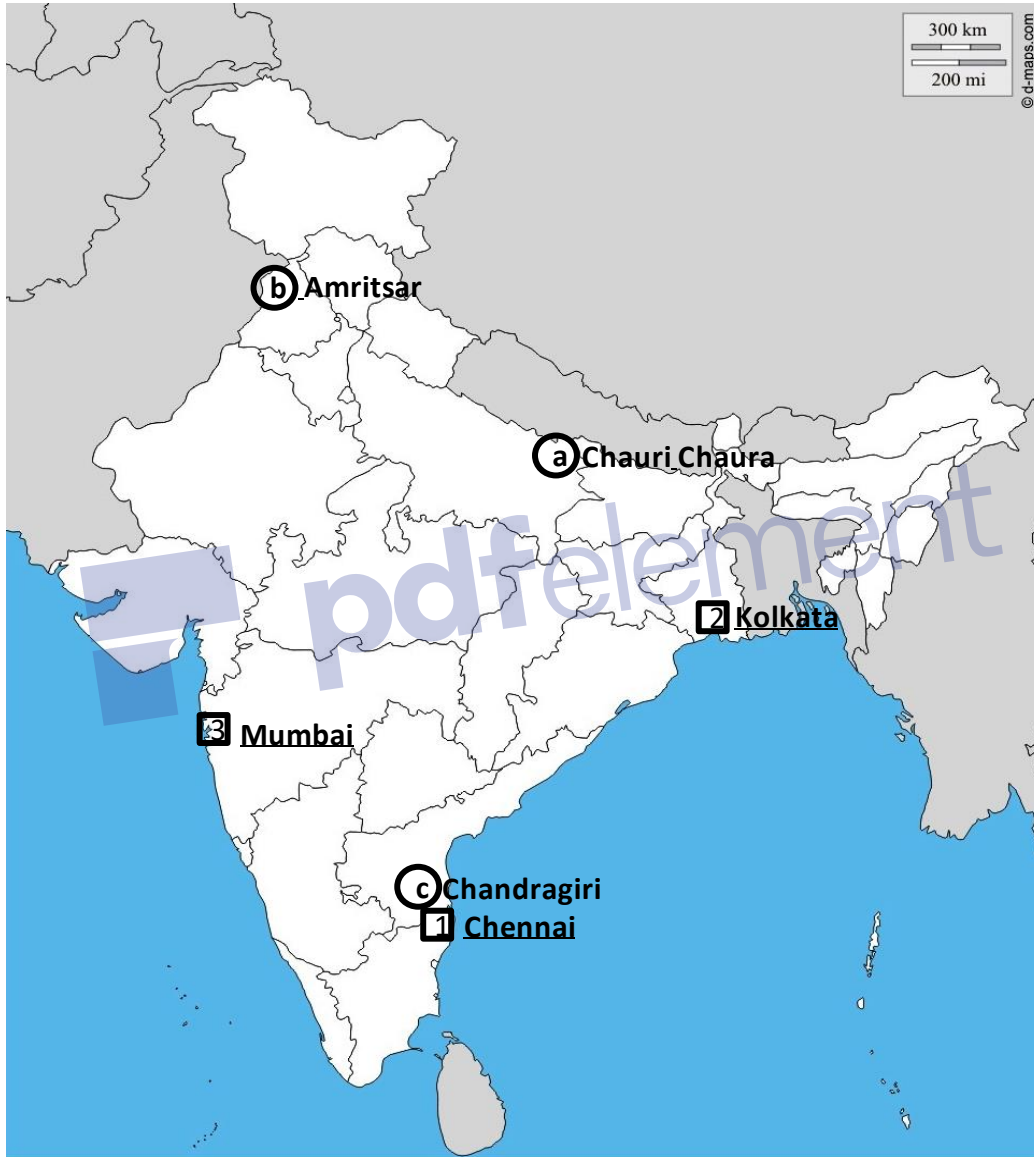 300 km
200 mi
© d-maps.com
b Amritsar
a Chauri Chaura
pdfelement
2 Kolkata
3 Mumbai
c Chandragiri
1 Chennai